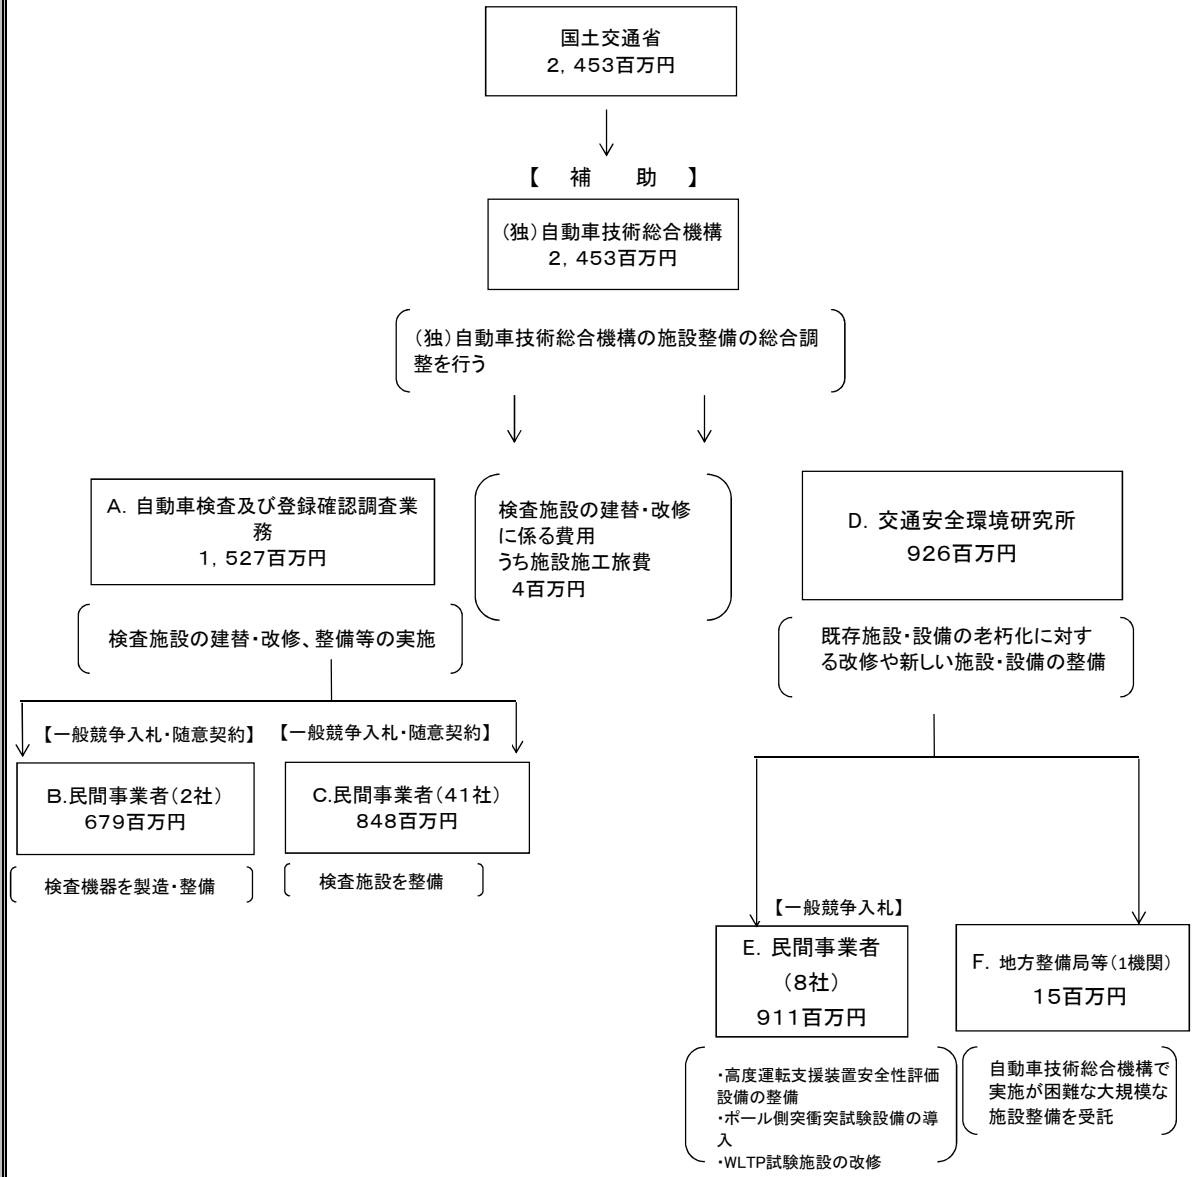 国土交通省
2，453百万円
【　補　助　】
（独）自動車技術総合機構
2，453百万円
（独）自動車技術総合機構の施設整備の総合調
整を行う
A．自動車検査及び登録確認調査業
務
1，527百万円
検査施設の建替・改修
に係る費用
うち施設施工旅費
4百万円
D．交通安全環境研究所
926百万円
検査施設の建替・改修、整備等の実施
既存施設・設備の老朽化に対す
る改修や新しい施設・設備の整備
【一般競争入札・随意契約】
【一般競争入札・随意契約】
B.民間事業者（2社）
679百万円
C.民間事業者（41社）
848百万円
検査機器を製造・整備
検査施設を整備
【一般競争入札】
E．民間事業者
（8社）
911百万円
F．地方整備局等（1機関）
15百万円
・高度運転支援装置安全性評価
設備の整備
・ポール側突衝突試験設備の導
入
・WLTP試験施設の改修
自動車技術総合機構で
実施が困難な大規模な
施設整備を受託